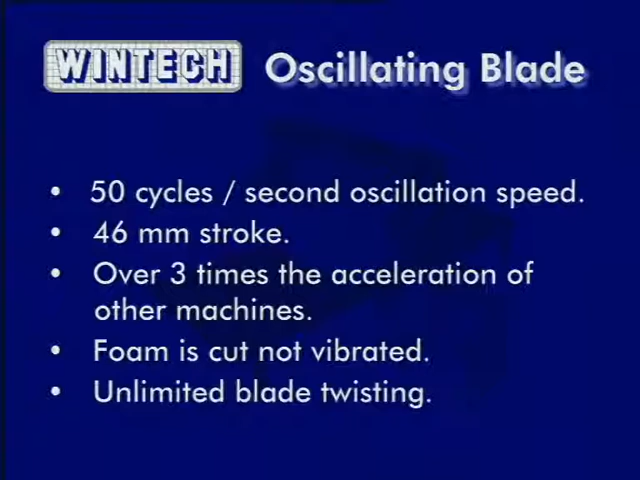 WINTECH Oscillating Blade
• 50 cycles / second oscillation speed.
• 46 mm stroke.
• Over 3 times the acceleration of
other machines.
• Foam is cut not vibrated.
• Unlimited blade twisting.